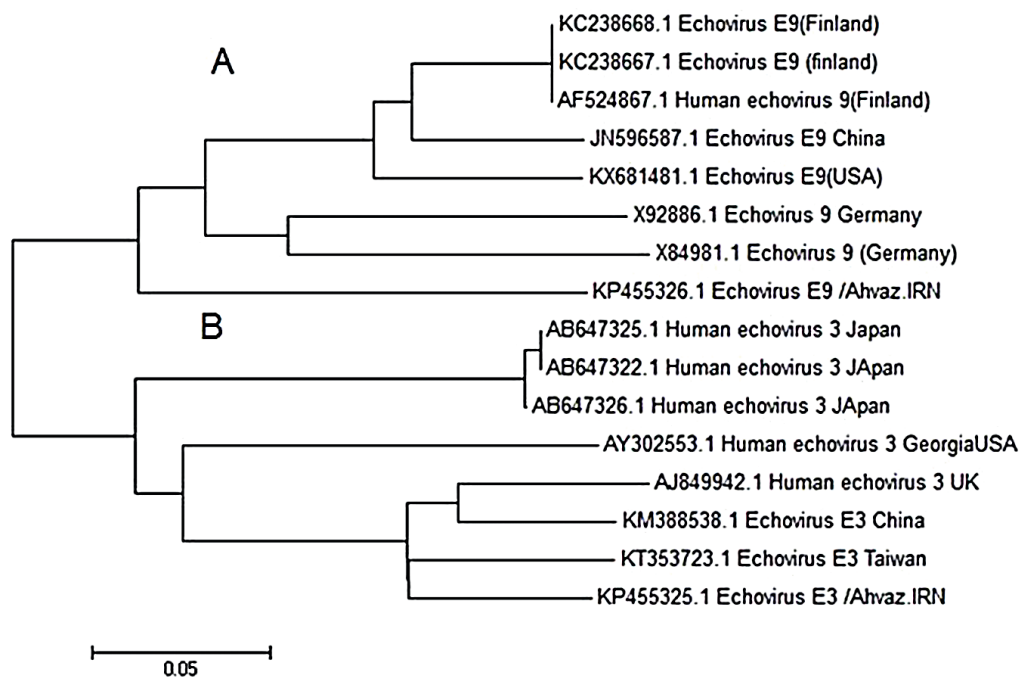 A
KC238668.1 Echovirus E9(Finland)
KC238667.1 Echovirus E9 (finland)
AF524867.1 Human echovirus 9(Finland)
JN596587.1 Echovirus E9 China
KX681481.1 Echovirus E9(USA)
X92886.1 Echovirus 9 Germany
X84981.1 Echovirus 9 (Germany)
KP455326.1 Echovirus E9 /Ahvaz.IRN
B
AB647325.1 Human echovirus 3 Japan
AB647322.1 Human echovirus 3 JApan
AB647326.1 Human echovirus 3 JApan
AY302553.1 Human echovirus 3 GeorgiaUSA
AJ849942.1 Human echovirus 3 UK
KM388538.1 Echovirus E3 China
KT353723.1 Echovirus E3 Taiwan
KP455325.1 Echovirus E3 /Ahvaz.IRN
0.05